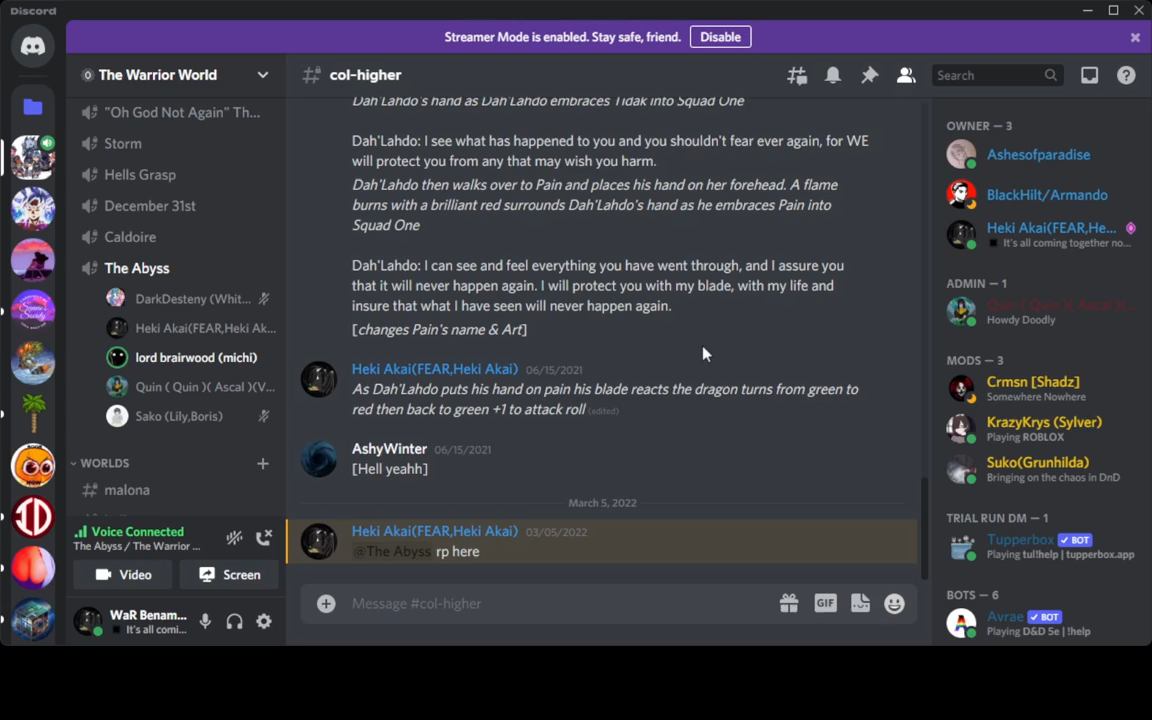 Discord
Streamer Mode is enabled. Stay safe, friend.
Disable
The Warrior World
"Oh God Not Again" Th...
Storm
Hells Grasp
December 31st
Caldoire
The Abyss
DarkDesteny (Whit...
Heki Akai(FEAR,Heki Ak...
lord brairwood (michi)
Quin ( Quin )( Ascal )(V...
Sako (Lily,Boris)
WORLDS
malona
Voice Connected
The Abyss / The Warrior ...
Video
Screen
WaR Benam...
It's all comi...
col-higher
Search
Dah'Lahdo's hand as Dah'Lahdo embraces Tidak into Squad One
Dah'Lahdo: I see what has happened to you and you shouldn't fear ever again, for WE
will protect you from any that may wish you harm.
Dah'Lahdo then walks over to Pain and places his hand on her forehead. A flame
burns with a brilliant red surrounds Dah'Lahdo's hand as he embraces Pain into
Squad One
Dah'Lahdo: I can see and feel everything you have went through, and I assure you
that it will never happen again. I will protect you with my blade, with my life and
insure that what I have seen will never happen again.
[changes Pain's name & Art]
Heki Akai(FEAR,Heki Akai) 06/15/2021
As Dah'Lahdo puts his hand on pain his blade reacts the dragon turns from green to
red then back to green +1 to attack roll (edited)
AshyWinter 06/15/2021
[Hell yeahh]
March 5, 2022
Heki Akai(FEAR,Heki Akai) 03/05/2022
@The Abyss rp here
Message #col-higher
GIF
OWNER — 3
Ashesofparadise
BlackHilt/Armando
Heki Akai(FEAR,He...
It's all coming together no...
ADMIN — 1
Quin ( Quin )( Ascal )(...
Howdy Doodly
MODS — 3
Crmsn [Shadz]
Somewhere Nowhere
KrazyKrys (Sylver)
Playing ROBLOX
Suko(Grunhilda)
Bringing on the chaos in DnD
TRIAL RUN DM — 1
Tupperbox BOT
Playing tul!help | tupperbox.app
BOTS — 6
Avrae BOT
Playing D&D 5e | !help